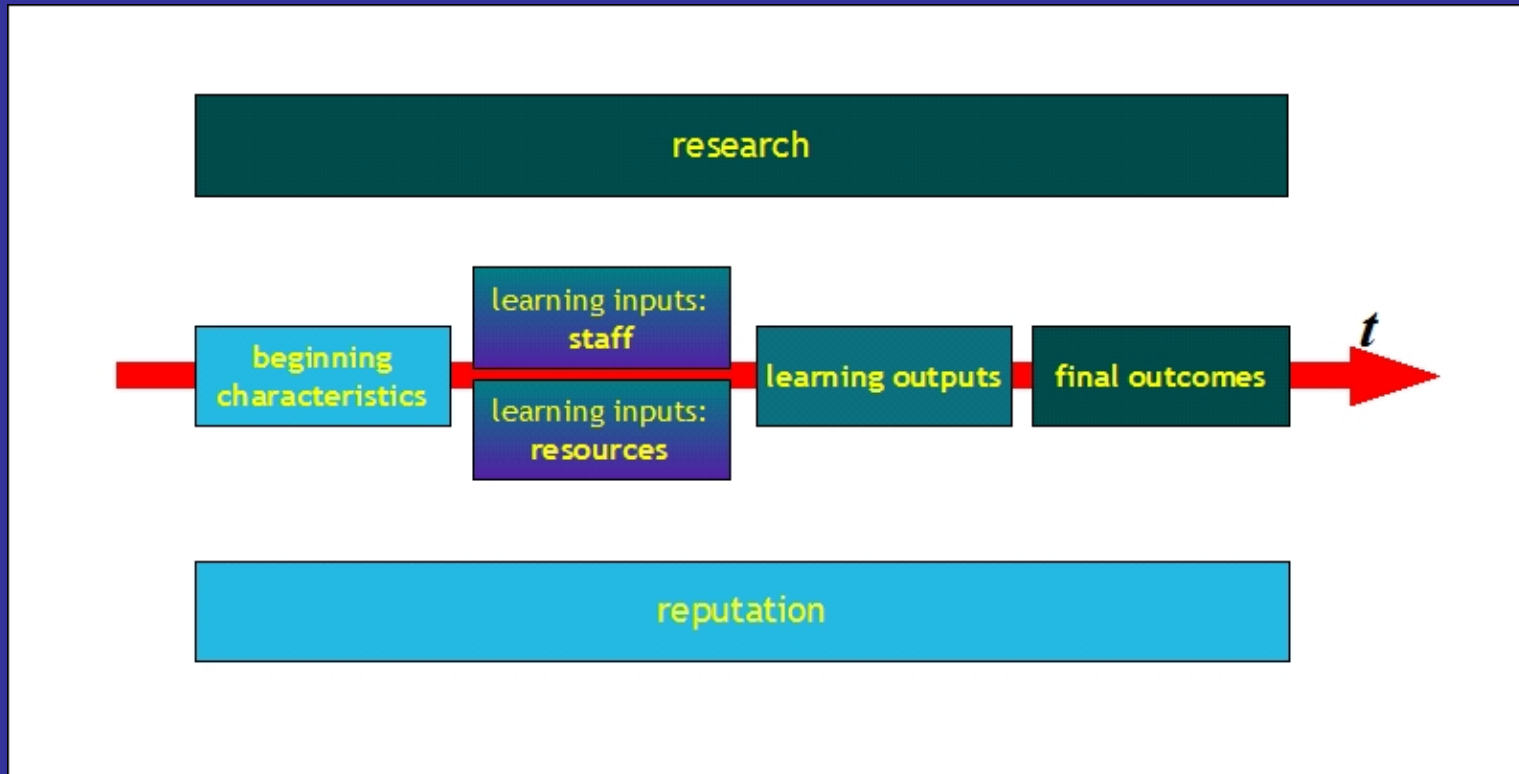 research
learning inputs:
staff
beginning
characteristics
learning inputs:
resources
learning outputs
final outcomes
t
reputation